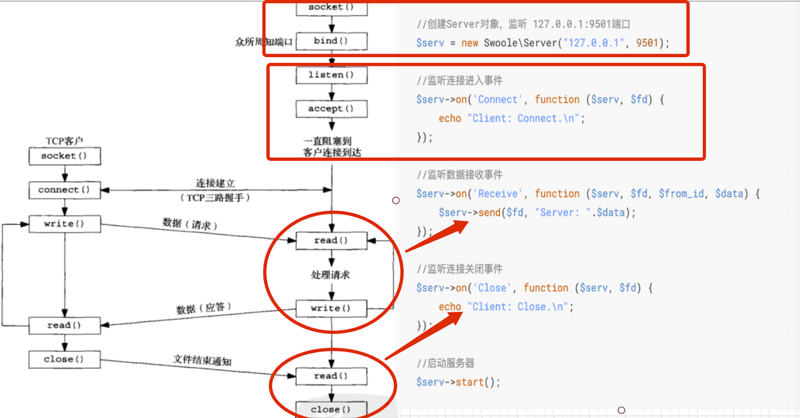 socket()
众所周知端口
bind()
listen()
accept()
一直阻塞到
客户连接到达
TCP客户
socket()
connect()
连接建立
(TCP三路握手)
write()
数据（请求）
read()
处理请求
write()
数据（应答）
read()
close()
文件结束通知
read()
close()
//创建Server对象，监听 127.0.0.1:9501端口
$serv = new Swoole\Server("127.0.0.1", 9501);
//监听连接进入事件
$serv->on('Connect', function ($serv, $fd) {
echo "Client: Connect.\n";
});
//监听数据接收事件
$serv->on('Receive', function ($serv, $fd, $from_id, $data) {
$serv->send($fd, "Server: ".$data);
});
//监听连接关闭事件
$serv->on('Close', function ($serv, $fd) {
echo "Client: Close.\n";
});
//启动服务器
$serv->start();